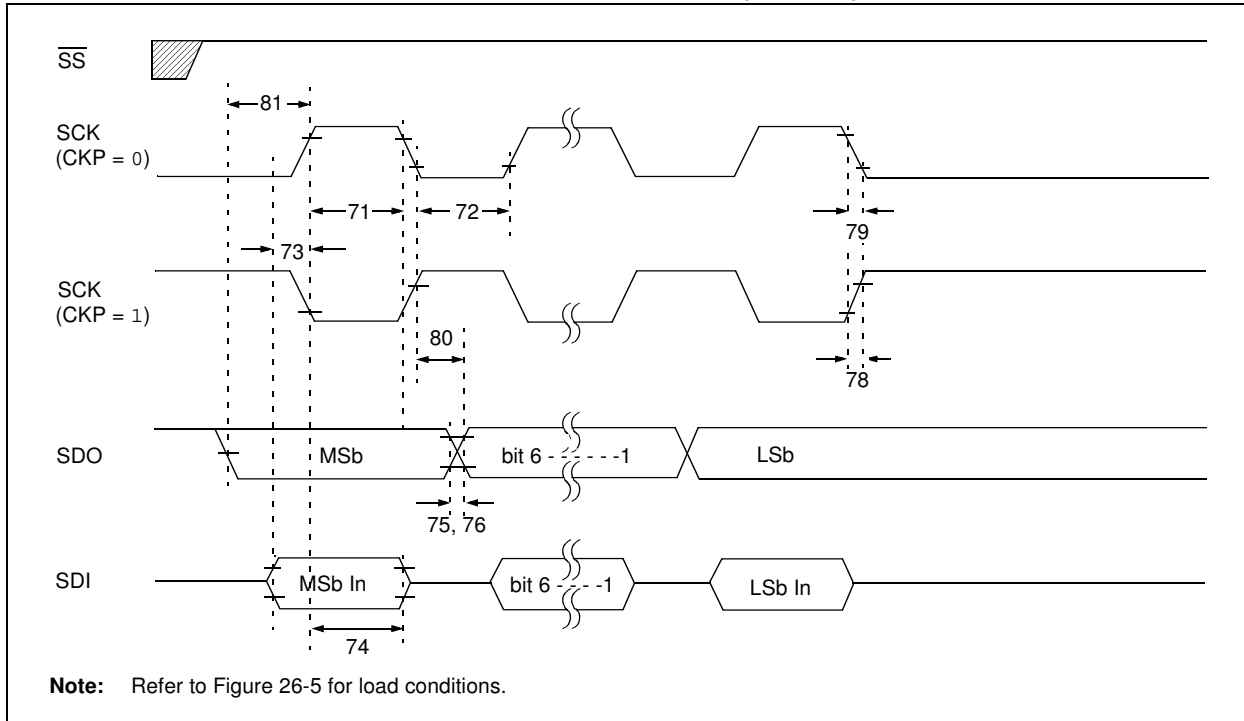 SS
81
SCK
(CKP = 0)
71
72
79
73
SCK
(CKP = 1)
80
78
SDO
MSb
bit 6 - - - - - -1
LSb
75, 76
SDI
MSb In
bit 6 - - - - -1
LSb In
74
Note: Refer to Figure 26-5 for load conditions.